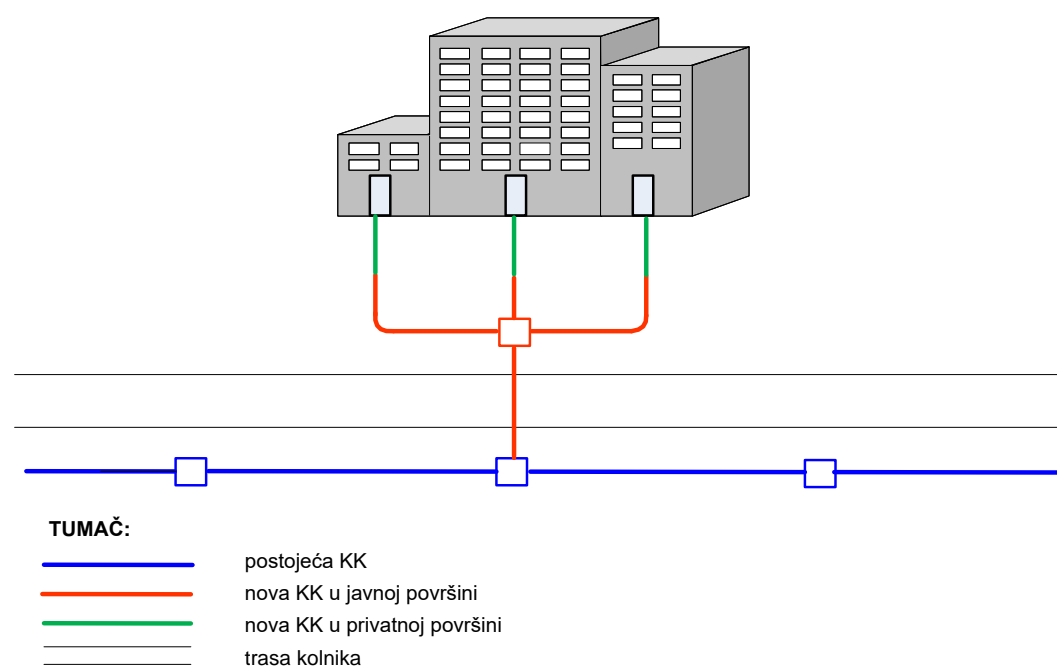 TUMAČ:
postojeća KK
nova KK u javnoj površini
nova KK u privatnoj površini
trasa kolnika